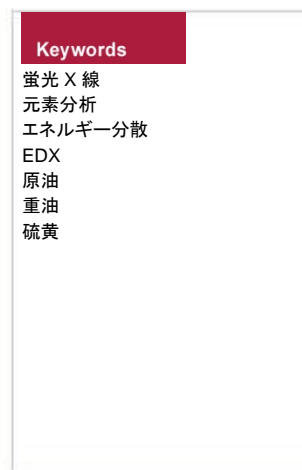 Keywords
蛍光 X 線
元素分析
エネルギー分散
EDX
原油
重油
硫黄